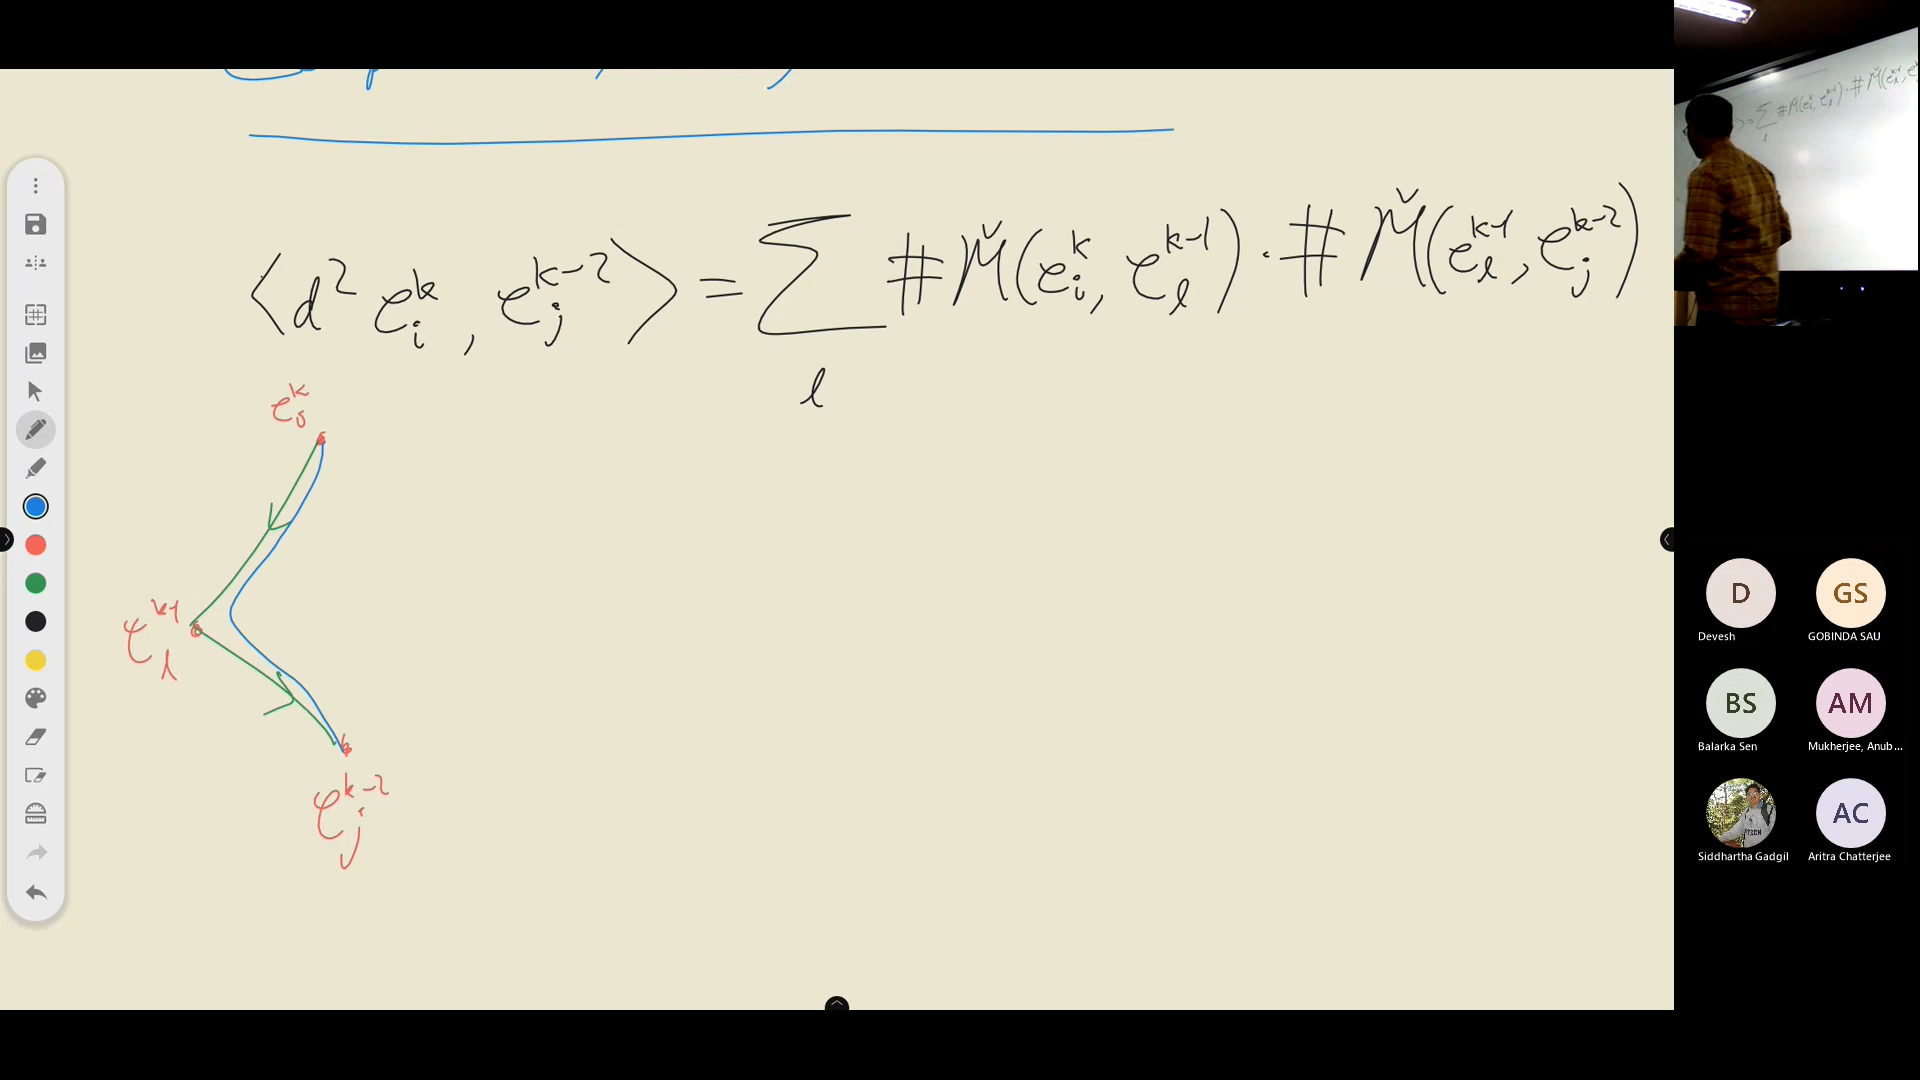 ⟨d² e_i^k, e_j^{k-2}⟩ = Σ_l # M̌(e_i^k, e_l^{k-1}) · # M̌(e_l^{k-1}, e_j^{k-2})
e_0^k
e_l^{k-1}
e_j^{k-2}
D
GS
Devesh
GOBINDA SAU
BS
AM
Balarka Sen
Mukherjee, Anub...
AC
Siddhartha Gadgil
Aritra Chatterjee